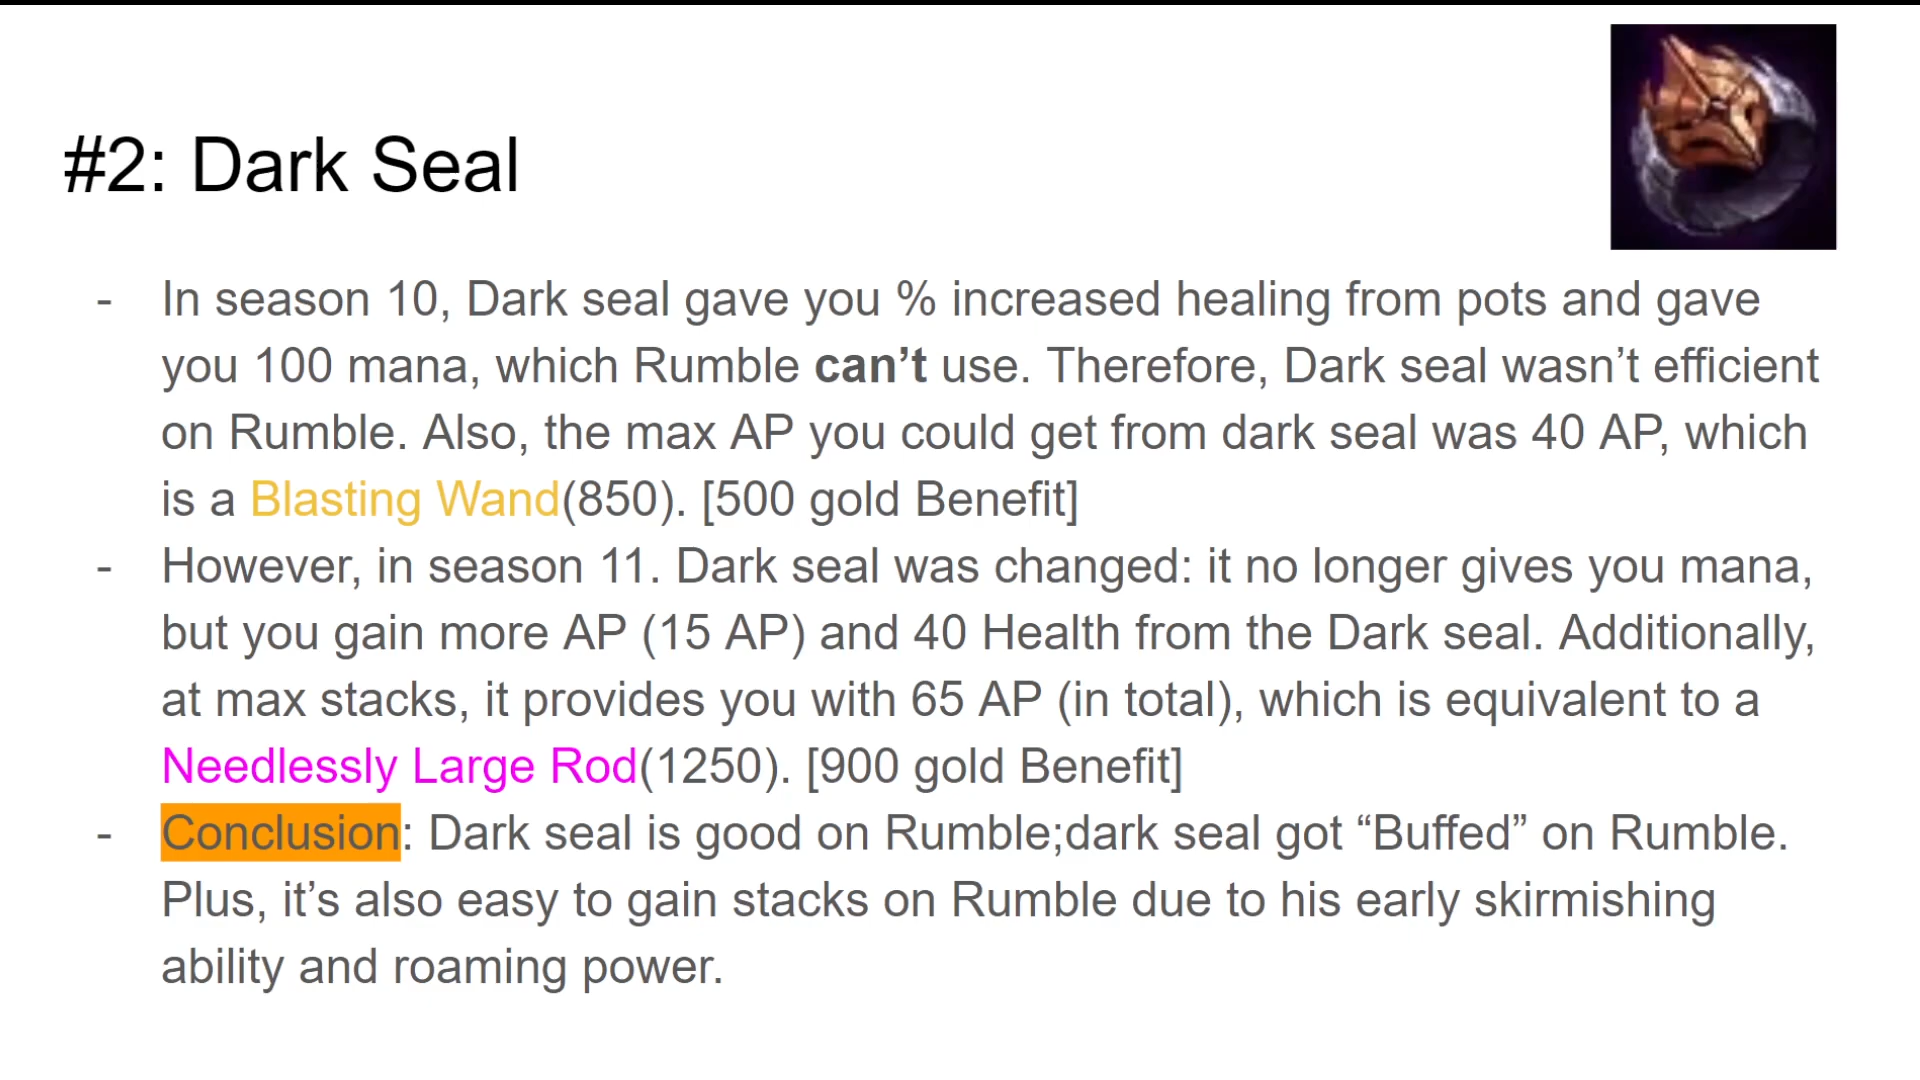 #2: Dark Seal
- In season 10, Dark seal gave you % increased healing from pots and gave
you 100 mana, which Rumble can’t use. Therefore, Dark seal wasn’t efficient
on Rumble. Also, the max AP you could get from dark seal was 40 AP, which
is a Blasting Wand(850). [500 gold Benefit]
- However, in season 11. Dark seal was changed: it no longer gives you mana,
but you gain more AP (15 AP) and 40 Health from the Dark seal. Additionally,
at max stacks, it provides you with 65 AP (in total), which is equivalent to a
Needlessly Large Rod(1250). [900 gold Benefit]
- Conclusion: Dark seal is good on Rumble;dark seal got “Buffed” on Rumble.
Plus, it’s also easy to gain stacks on Rumble due to his early skirmishing
ability and roaming power.